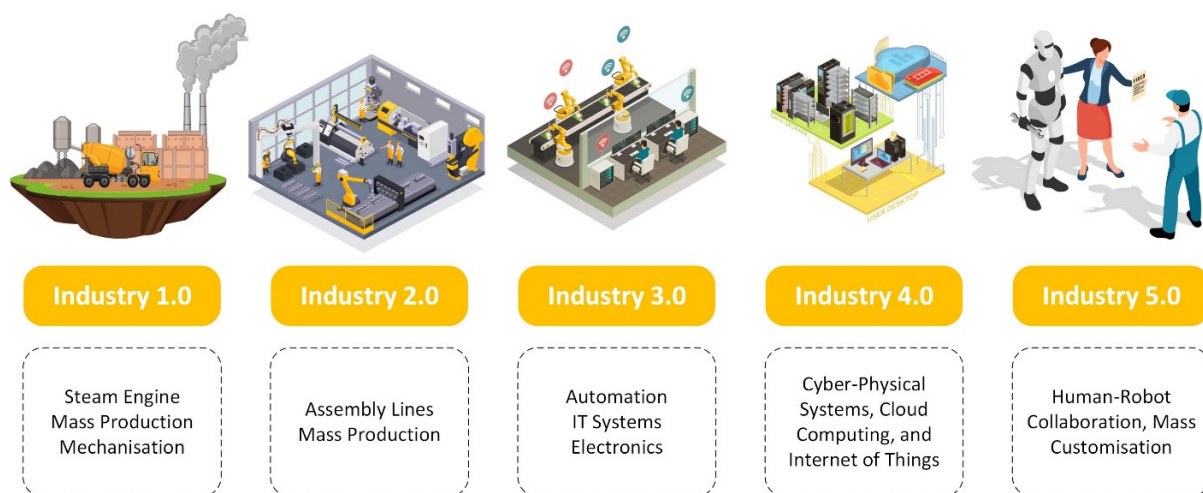 FIRED
USER DESKTOP
Industry 1.0
Industry 2.0
Industry 3.0
Industry 4.0
Industry 5.0
Steam Engine
Mass Production
Mechanisation
Assembly Lines
Mass Production
Automation
IT Systems
Electronics
Cyber-Physical
Systems, Cloud
Computing, and
Internet of Things
Human-Robot
Collaboration, Mass
Customisation